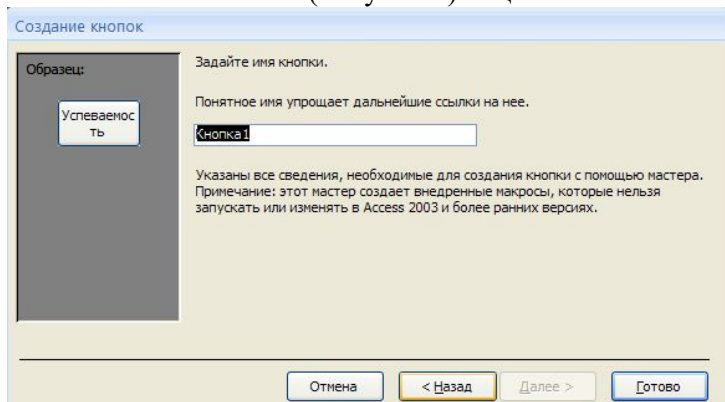 Создание кнопок
Образец:
Успеваемос
ть
Задайте имя кнопки.
Понятное имя упрощает дальнейшие ссылки на нее.
Кнопка1
Указаны все сведения, необходимые для создания кнопки с помощью мастера.
Примечание: этот мастер создает внедренные макросы, которые нельзя
запускать или изменять в Access 2003 и более ранних версиях.
Отмена
< Назад
Далее >
Готово